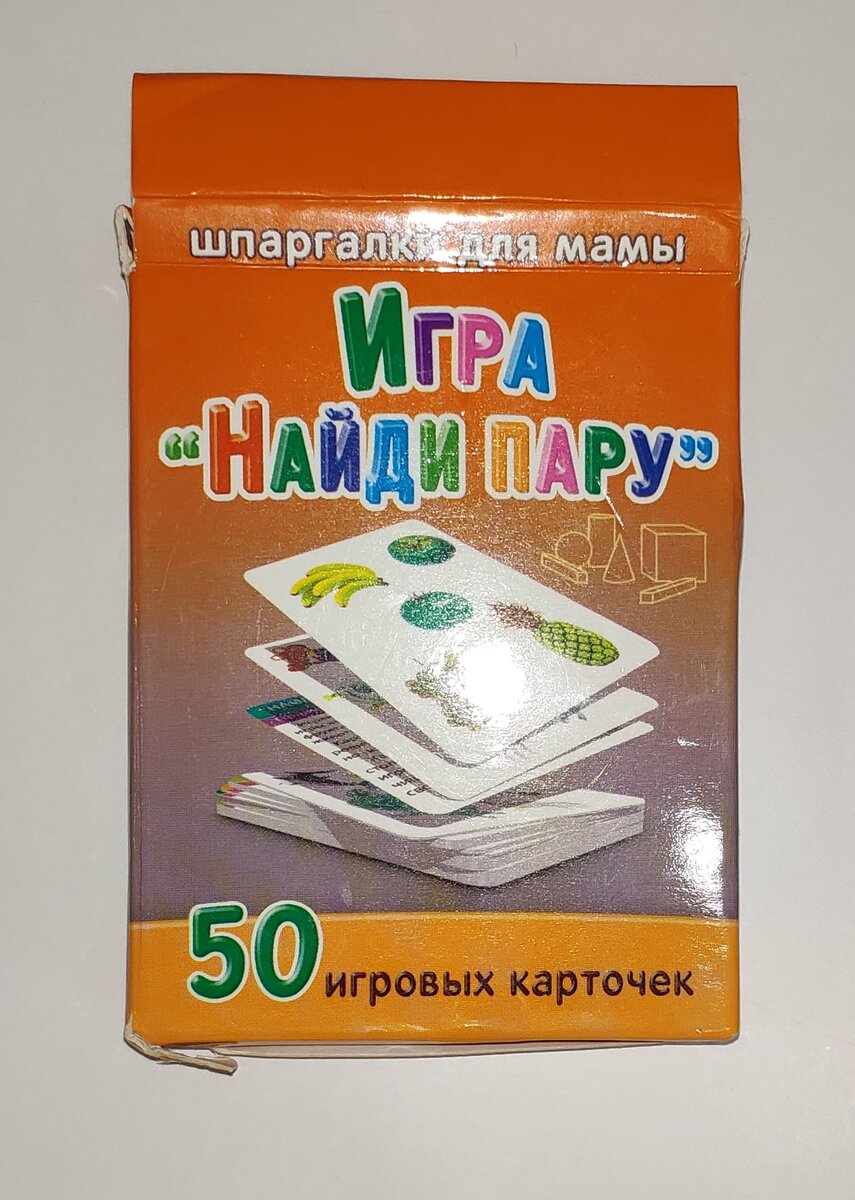 шпаргалки для мамы
Игра
“Найди пару”
50 игровых карточек